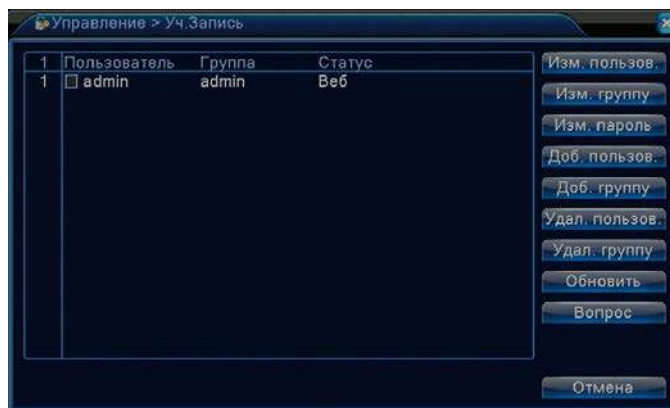 Управление > Уч.Запись
1 Пользователь Группа Статус
1 admin admin Веб
Изм. пользов.
Изм. группу
Изм. пароль
Доб. пользов.
Доб. группу
Удал. пользов.
Удал. группу
Обновить
Вопрос
Отмена